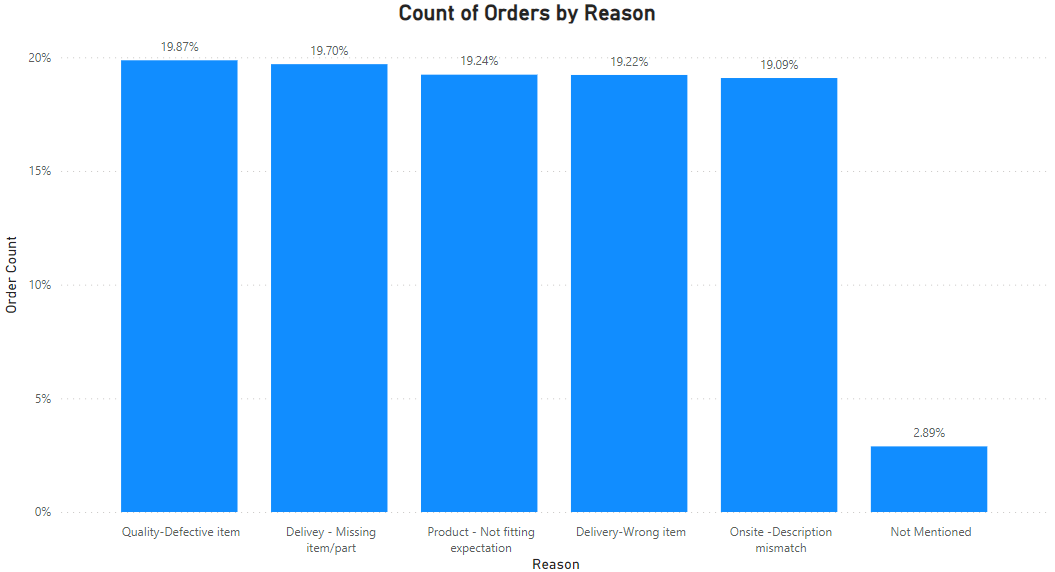 Count of Orders by Reason
19.87%
19.70%
19.24%
19.22%
19.09%
2.89%
20%
15%
10%
5%
0%
Order Count
Quality-Defective item
Delivey - Missing
item/part
Product - Not fitting
expectation
Delivery-Wrong item
Onsite -Description
mismatch
Not Mentioned
Reason